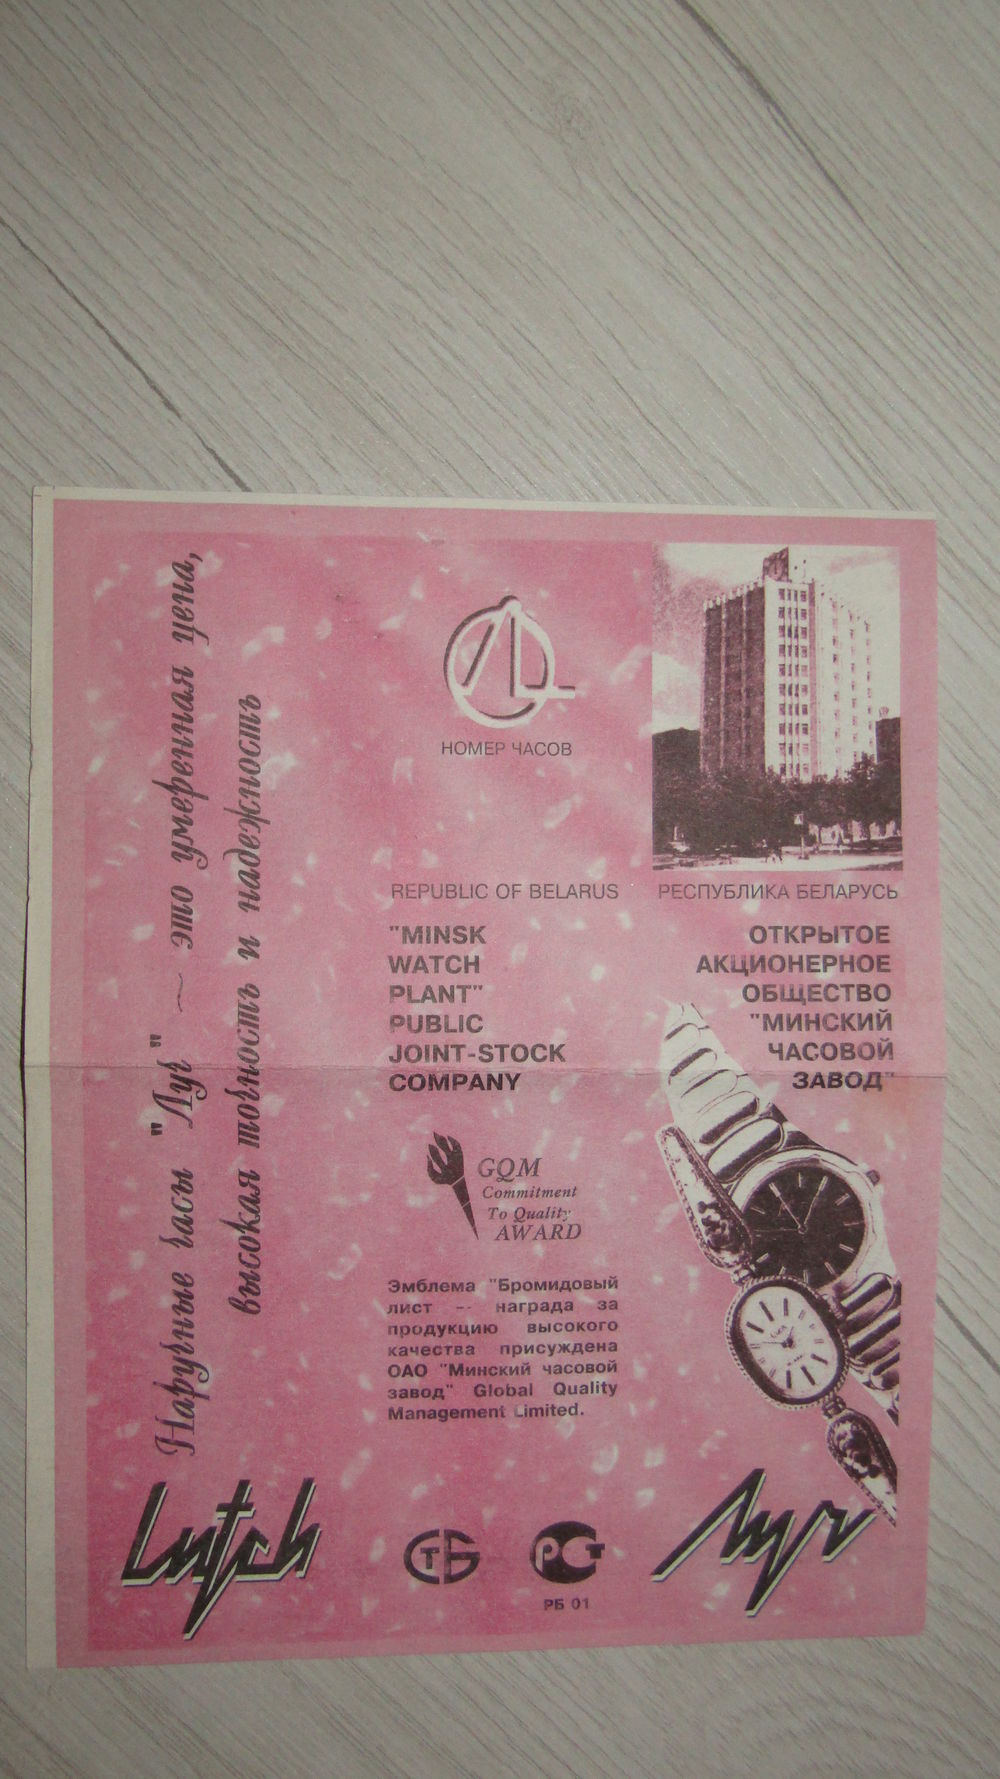 Наручные часы "Луч" ~ это умеренная цена,
высокая точность и надежность
НОМЕР ЧАСОВ
REPUBLIC OF BELARUS
"MINSK
WATCH
PLANT"
PUBLIC
JOINT-STOCK
COMPANY
РЕСПУБЛИКА БЕЛАРУСЬ
ОТКРЫТОЕ
АКЦИОНЕРНОЕ
ОБЩЕСТВО
"МИНСКИЙ
ЧАСОВОЙ
ЗАВОД"
GQM
Commitment
To Quality
AWARD
Эмблема "Бромидовый
лист -- награда за
продукцию высокого
качества присуждена
ОАО "Минский часовой
завод" Global Quality
Management Limited.
Lutch
СТБ
РСТ
РБ 01
Луч